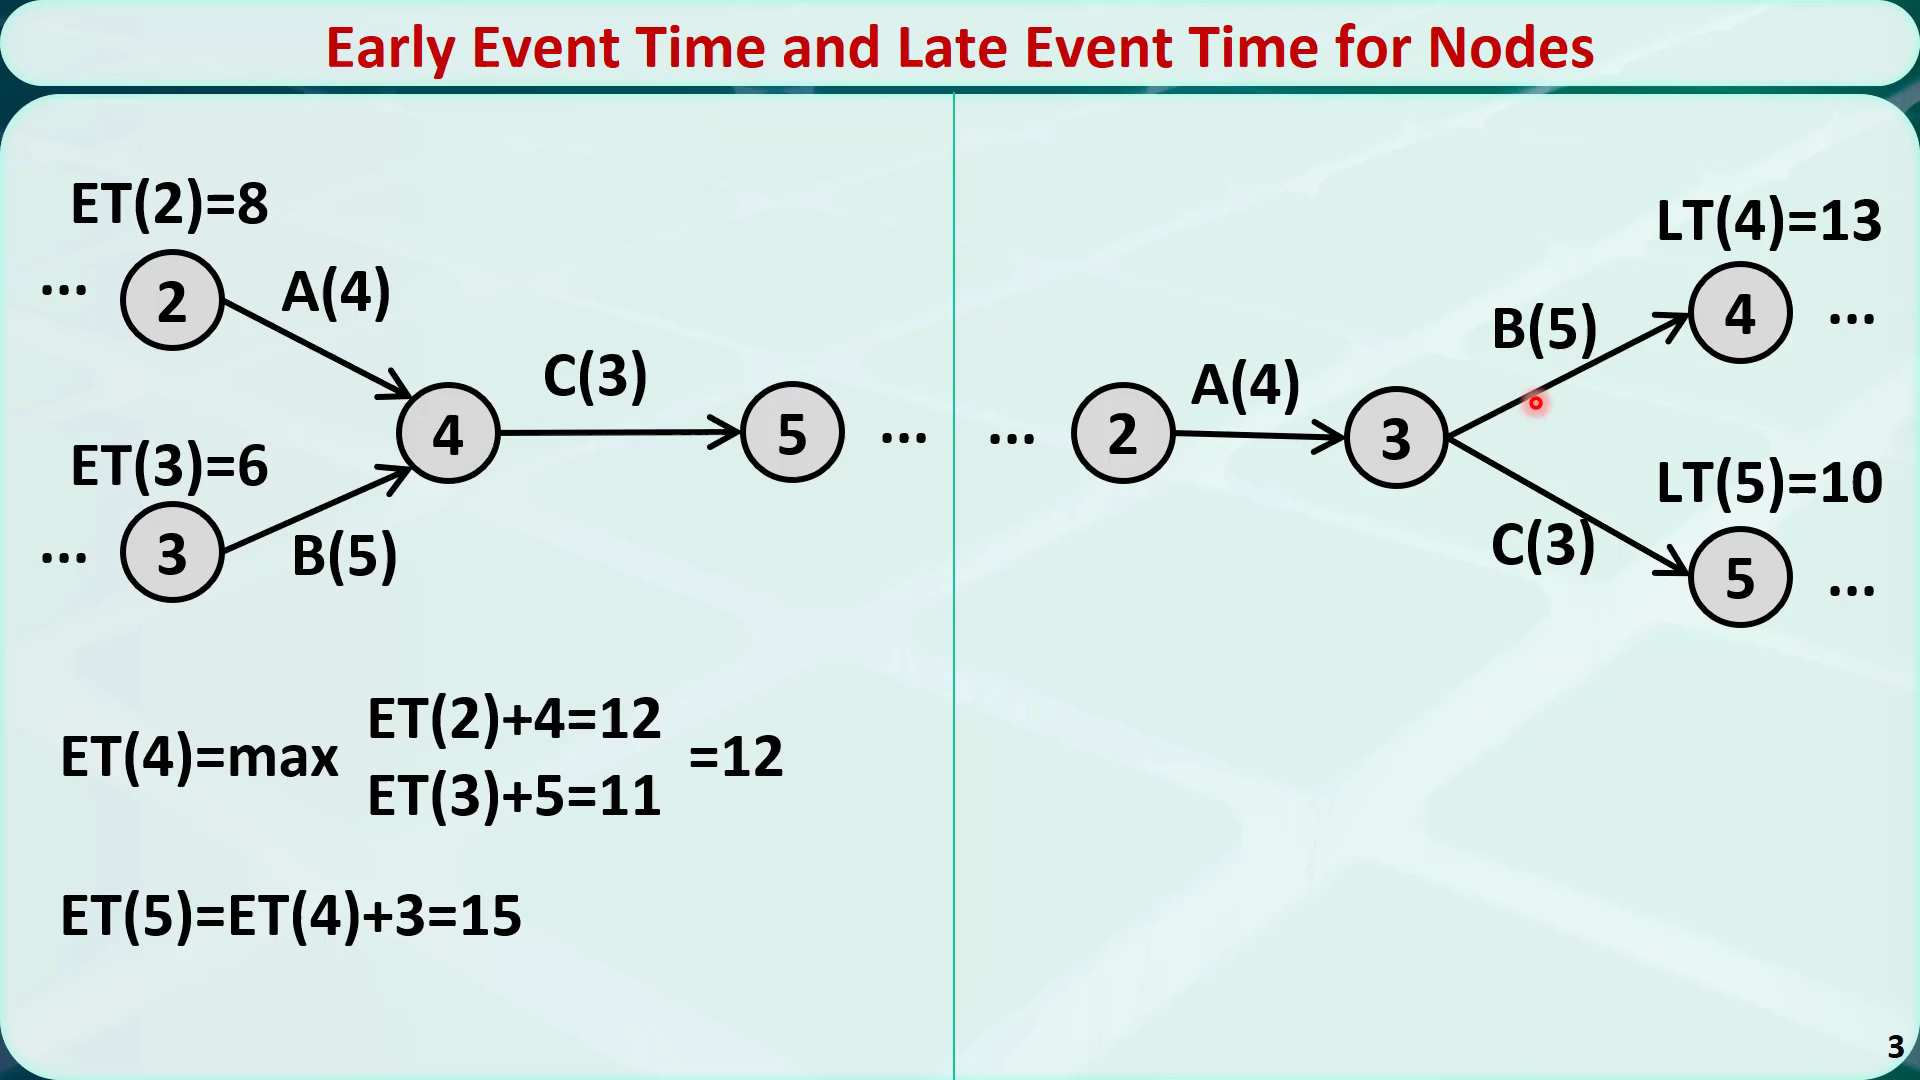 Early Event Time and Late Event Time for Nodes
ET(2)=8
... 2
A(4)
C(3)
4
5 ...
ET(3)=6
... 3
B(5)
ET(4)=max
ET(2)+4=12
ET(3)+5=11
=12
ET(5)=ET(4)+3=15
LT(4)=13
4 ...
B(5)
A(4)
... 2
3
LT(5)=10
C(3)
5 ...
3